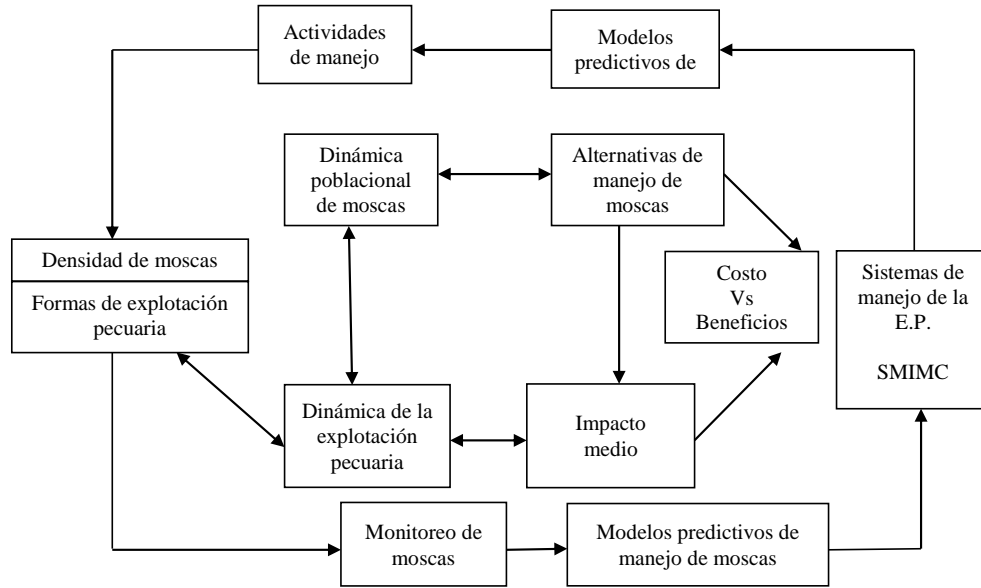 Actividades
de manejo
Modelos
predictivos de
Dinámica
poblacional
de moscas
Alternativas de
manejo de
moscas
Densidad de moscas
Formas de explotación
pecuaria
Costo
Vs
Beneficios
Sistemas de
manejo de la
E.P.
SMIMC
Dinámica de la
explotación
pecuaria
Impacto
medio
Monitoreo de
moscas
Modelos predictivos de
manejo de moscas